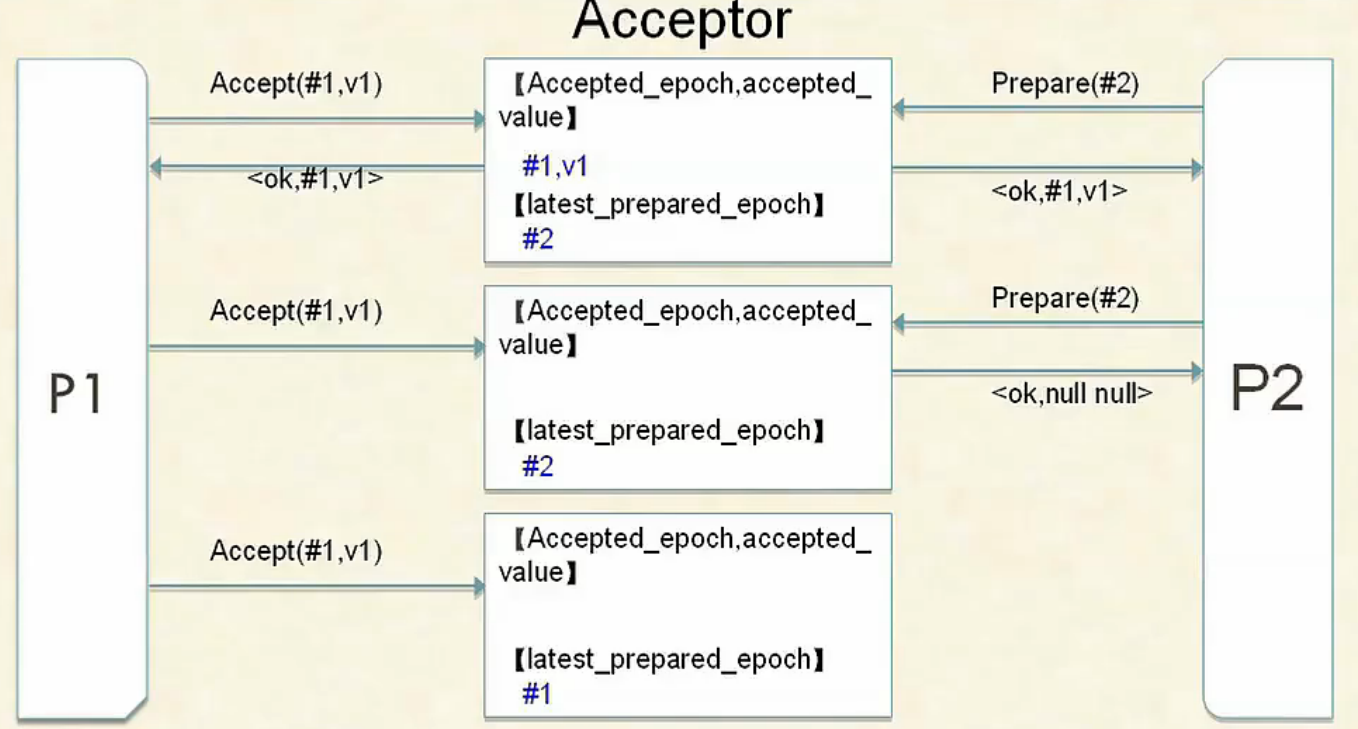 Acceptor
Accept(#1,v1)
<ok,#1,v1>
【Accepted_epoch,accepted_
value】
#1,v1
【latest_prepared_epoch】
#2
Prepare(#2)
<ok,#1,v1>
P1
Accept(#1,v1)
【Accepted_epoch,accepted_
value】
【latest_prepared_epoch】
#2
Prepare(#2)
<ok,null null>
P2
Accept(#1,v1)
【Accepted_epoch,accepted_
value】
【latest_prepared_epoch】
#1